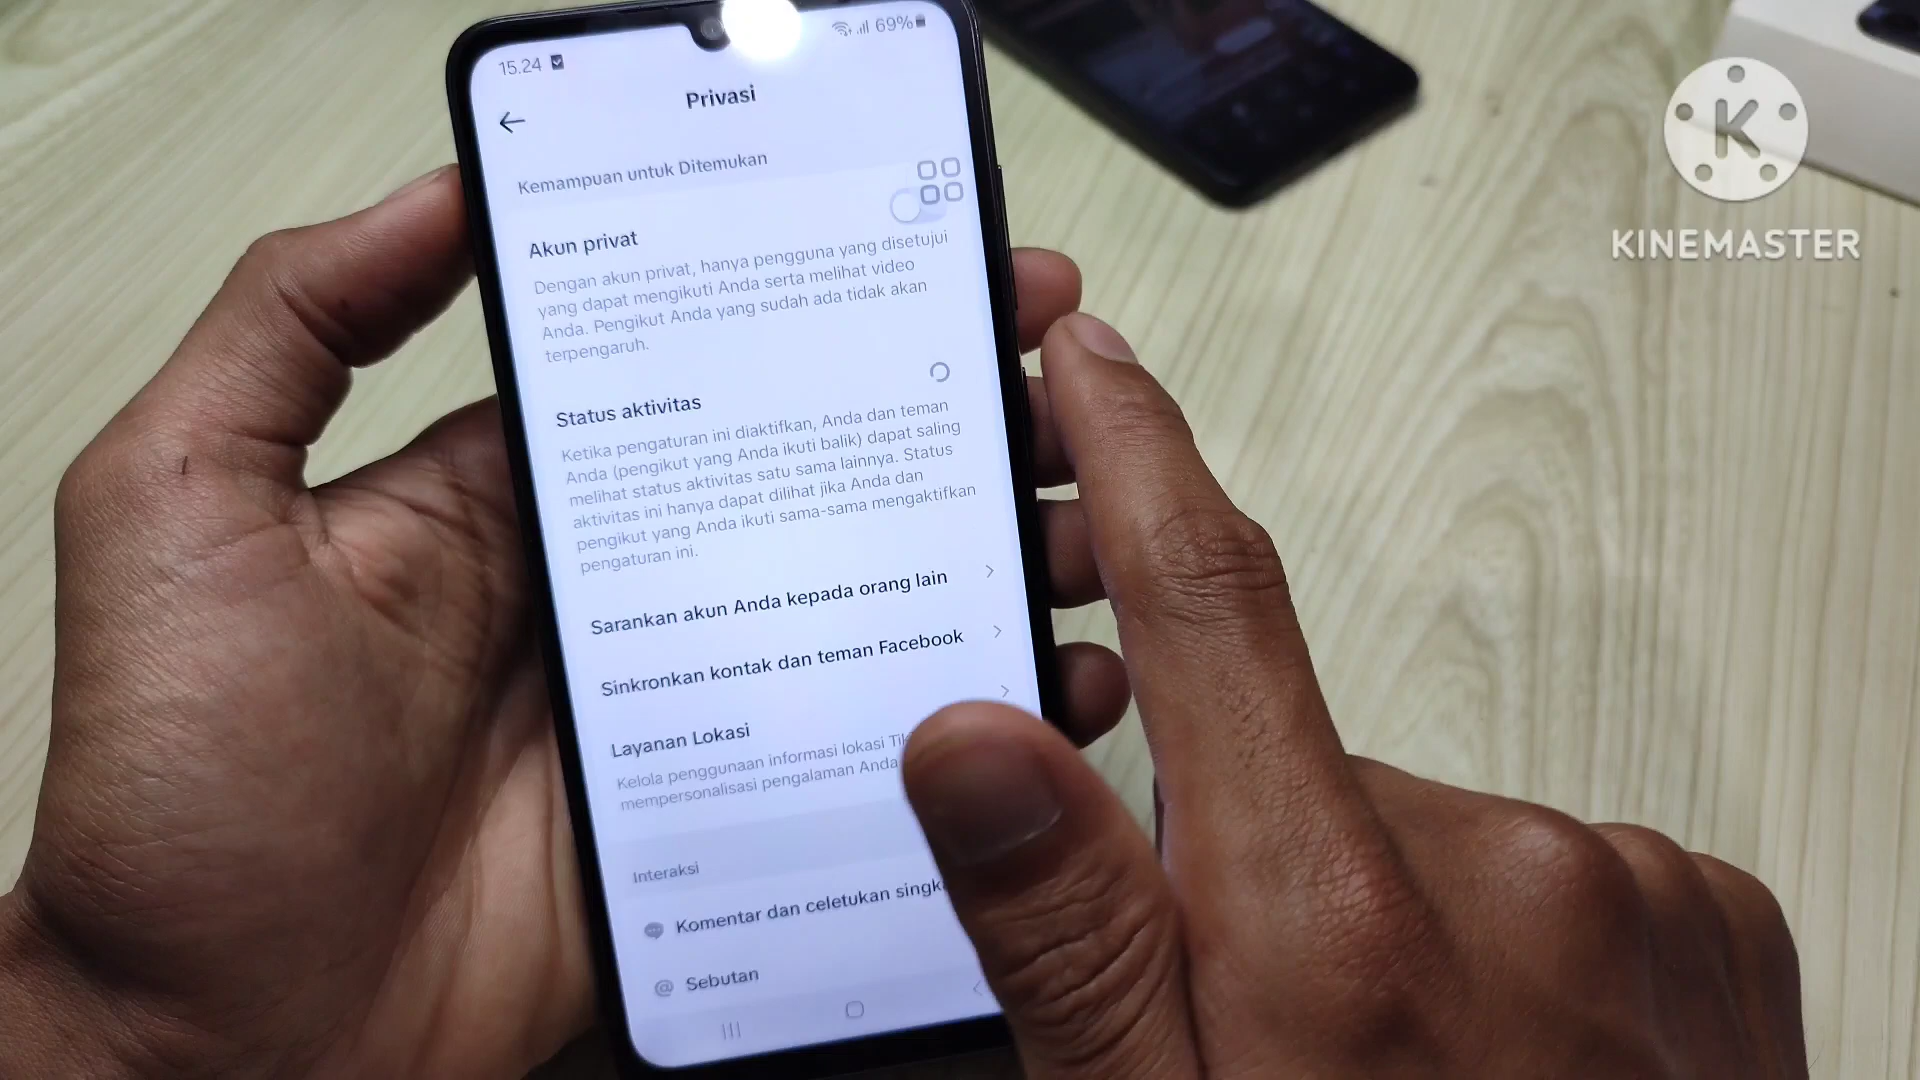 15.24
69%
Privasi
Kemampuan untuk Ditemukan
Akun privat
Dengan akun privat, hanya pengguna yang disetujui
yang dapat mengikuti Anda serta melihat video
Anda. Pengikut Anda yang sudah ada tidak akan
terpengaruh.
Status aktivitas
Ketika pengaturan ini diaktifkan, Anda dan teman
Anda (pengikut yang Anda ikuti balik) dapat saling
melihat status aktivitas satu sama lainnya. Status
aktivitas ini hanya dapat dilihat jika Anda dan
pengikut yang Anda ikuti sama-sama mengaktifkan
pengaturan ini.
Sarankan akun Anda kepada orang lain
Sinkronkan kontak dan teman Facebook
Layanan Lokasi
Kelola penggunaan informasi lokasi
mempersonalisasi pengalaman Anda
Interaksi
Komentar dan celetukan
@ Sebutan
K
KINEMASTER